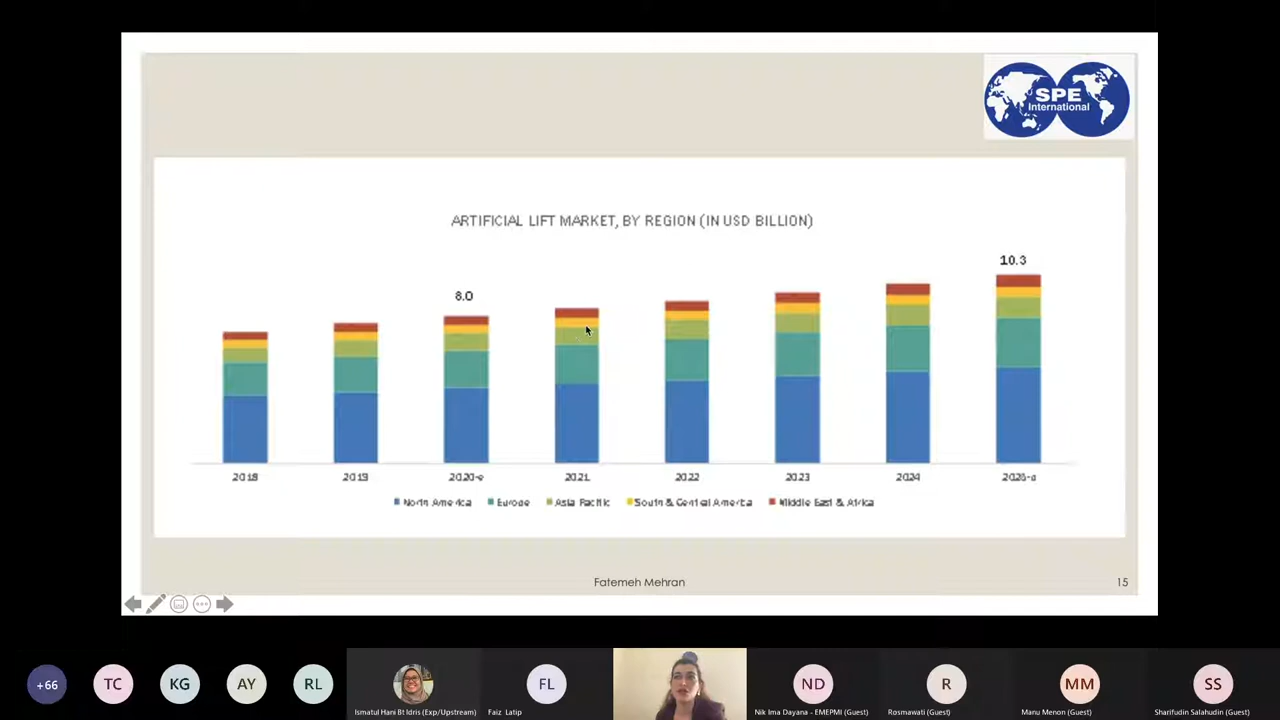 SPE
International
ARTIFICIAL LIFT MARKET, BY REGION (IN USD BILLION)
10.3
8.0
2018 2019 2020-e 2021 2022 2023 2024
North America Europe Asia Pacific South & Central America Middle East & Africa
Fatemeh Mehran 15
+66 TC KG AY RL FL ND R MM SS
Ismatul Hani Bt Idris (Exp/Upstream) Faiz Latip Nik Ima Dayana - EMEPMI (Guest) Rosmawati (Guest) Manu Menon (Guest) Sharifudin Salahudin (Guest)